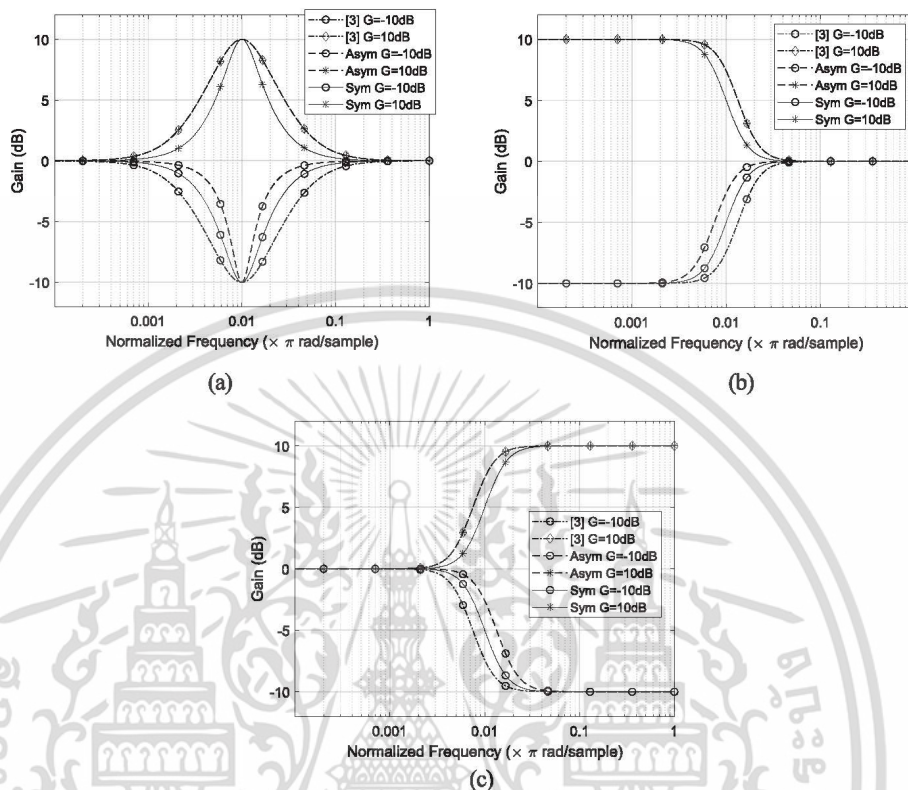 10
5
0
-5
-10
Gain (dB)
0.001
0.01
0.1
1
Normalized Frequency (× π rad/sample)
[3] G=-10dB
[3] G=10dB
Asym G=-10dB
Asym G=10dB
Sym G=-10dB
Sym G=10dB
(a)
10
5
0
-5
-10
Gain (dB)
0.001
0.01
0.1
Normalized Frequency (× π rad/sample)
[3] G=-10dB
[3] G=10dB
Asym G=-10dB
Asym G=10dB
Sym G=-10dB
Sym G=10dB
(b)
10
5
0
-5
-10
Gain (dB)
0.001
0.01
0.1
1
Normalized Frequency (× π rad/sample)
[3] G=-10dB
[3] G=10dB
Asym G=-10dB
Asym G=10dB
Sym G=-10dB
Sym G=10dB
(c)